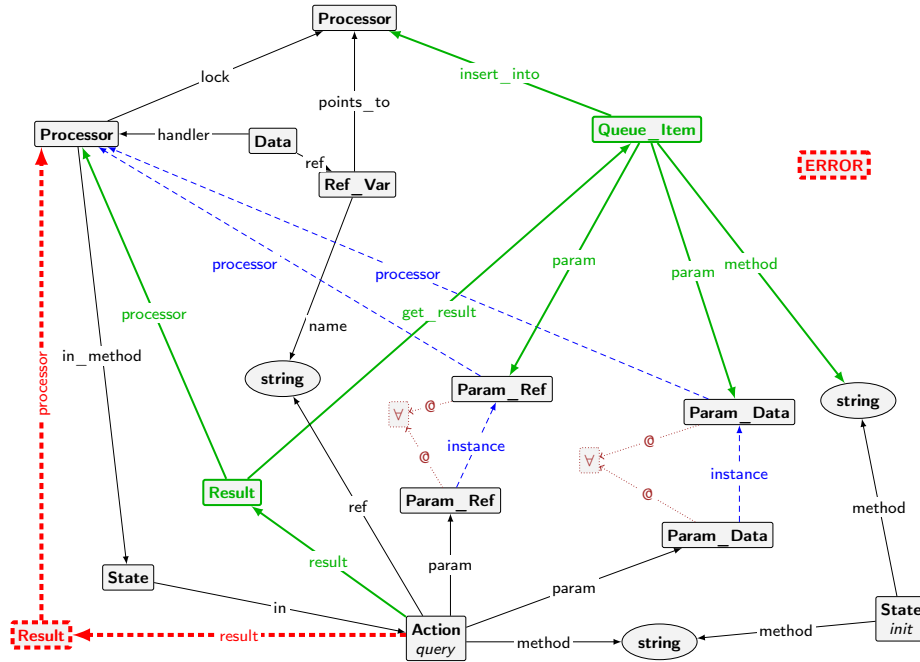 Processor
lock
insert_into
points_to
Processor
handler
Data
Queue_Item
ref
Ref_Var
ERROR
processor
processor
param
param
method
processor
get_result
name
in_method
processor
string
Param_Ref
string
Param_Data
∀
@
@
instance
@
∀
instance
@
Result
ref
Param_Ref
method
Param_Data
result
param
param
State
in
Result
result
Action
query
method
string
method
State
init